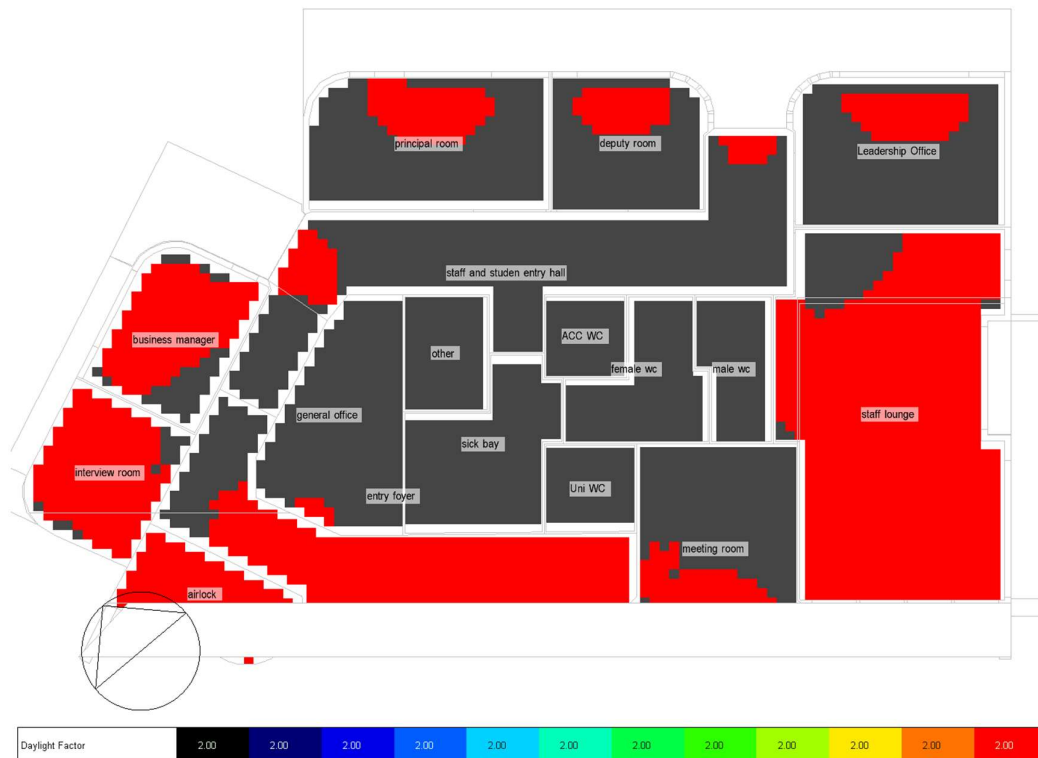 principal room
deputy room
Leadership Office
staff and studen entry hall
business manager
other
ACC WC
female wc
male wc
general office
staff lounge
sick bay
interview room
entry foyer
Uni WC
meeting room
airlock
Daylight Factor 2.00 2.00 2.00 2.00 2.00 2.00 2.00 2.00 2.00 2.00 2.00 2.00